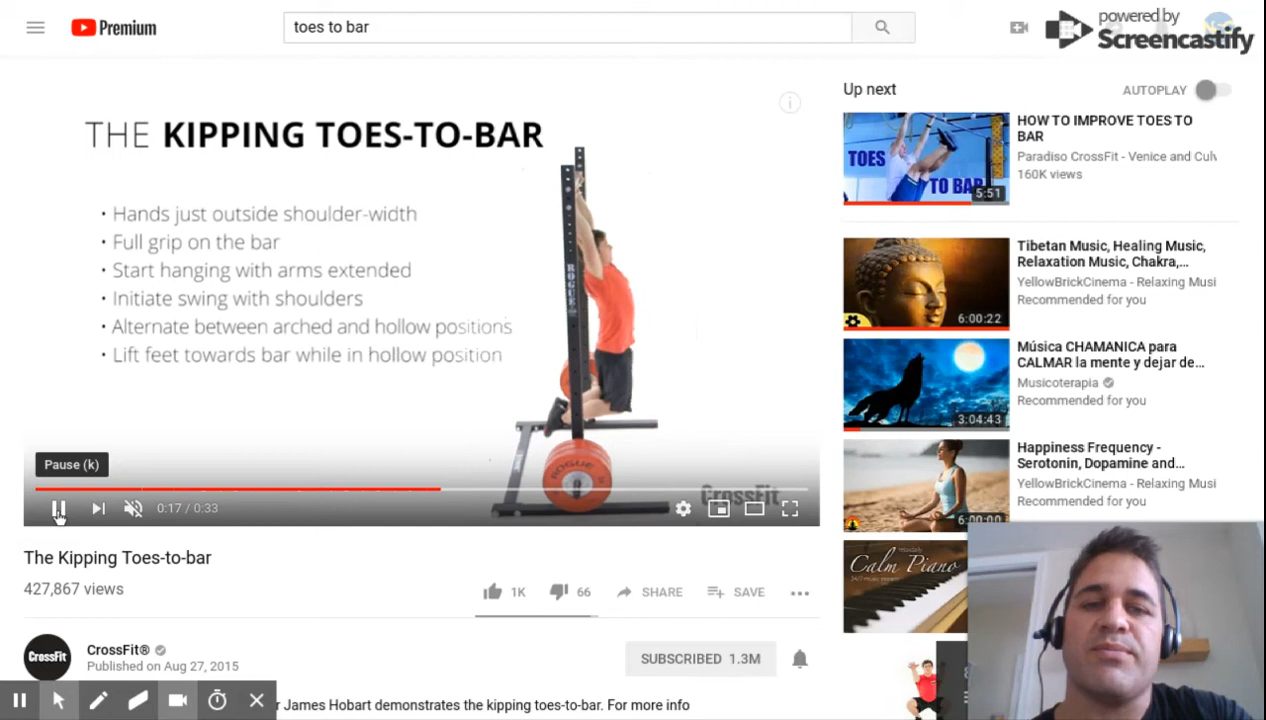 Premium
toes to bar
powered by
Screencastify
THE KIPPING TOES-TO-BAR
• Hands just outside shoulder-width
• Full grip on the bar
• Start hanging with arms extended
• Initiate swing with shoulders
• Alternate between arched and hollow positions
• Lift feet towards bar while in hollow position
ROGUE
ROGUE
CrossFit
Pause (k)
0:17 / 0:33
The Kipping Toes-to-bar
427,867 views
1K
66
SHARE
SAVE
CrossFit
CrossFit®
Published on Aug 27, 2015
SUBSCRIBED 1.3M
James Hobart demonstrates the kipping toes-to-bar. For more info
Up next
AUTOPLAY
TOES
TO BAR
5:51
HOW TO IMPROVE TOES TO
BAR
Paradiso CrossFit - Venice and Culv
160K views
6:00:22
Tibetan Music, Healing Music,
Relaxation Music, Chakra,...
YellowBrickCinema - Relaxing Musi
Recommended for you
3:04:43
Música CHAMANICA para
CALMAR la mente y dejar de...
Musicoterapia
Recommended for you
6:00:00
Happiness Frequency -
Serotonin, Dopamine and...
YellowBrickCinema - Relaxing Musi
Recommended for you
Calm Piano